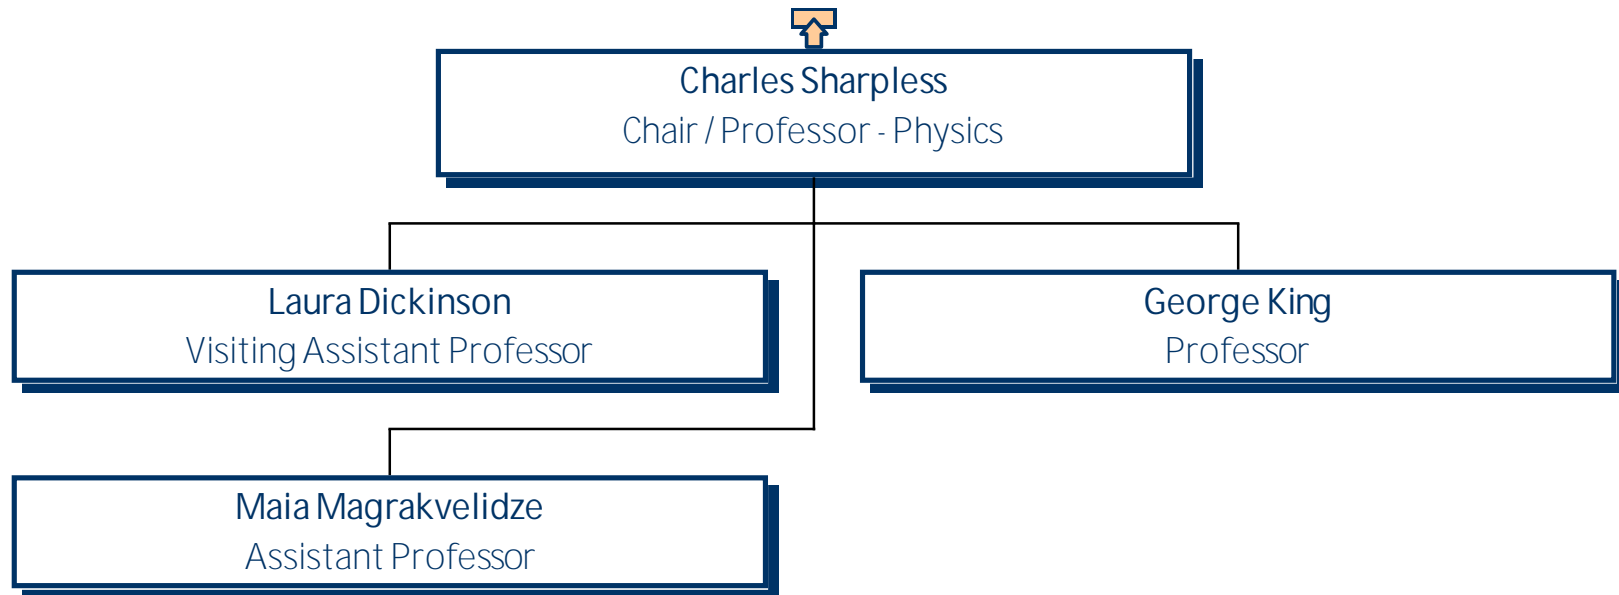 Charles Sharpless
Chair / Professor - Physics
Laura Dickinson
Visiting Assistant Professor
George King
Professor
Maia Magrakvelidze
Assistant Professor